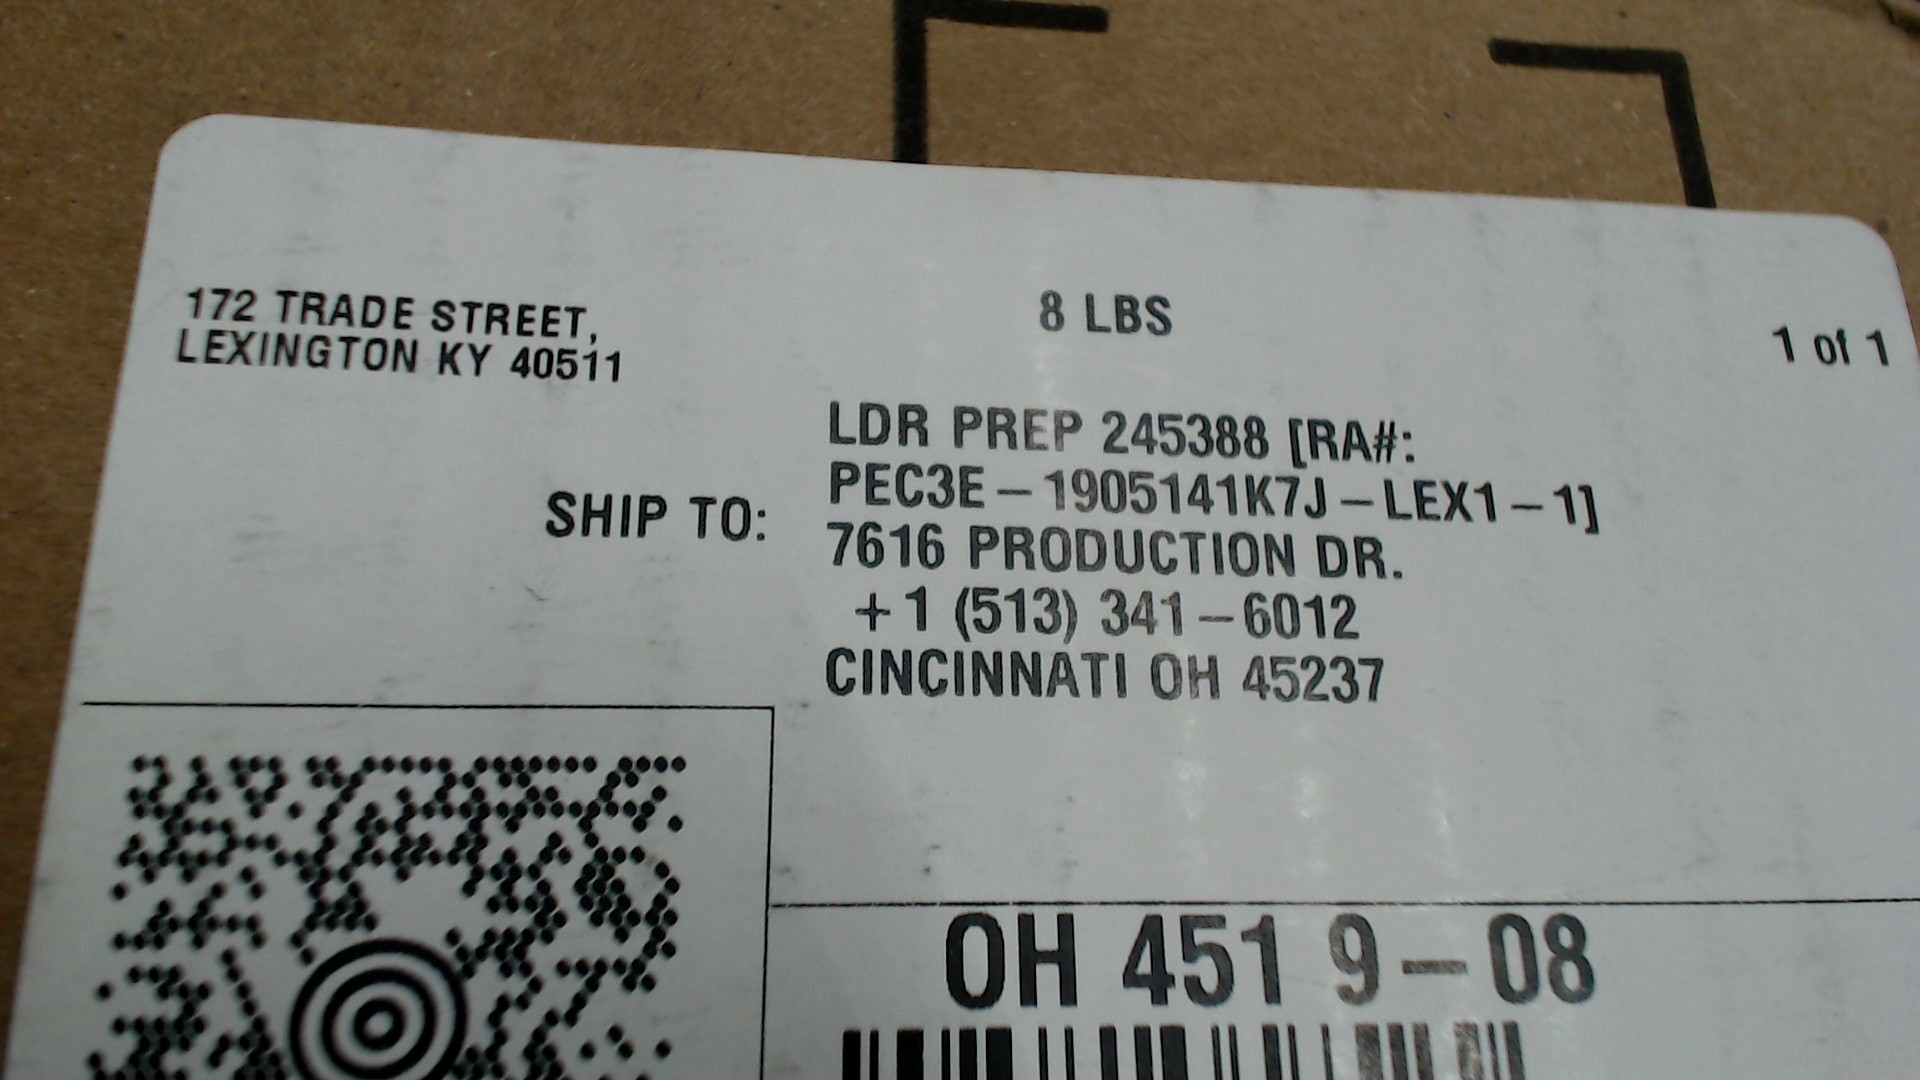 172 TRADE STREET,
LEXINGTON KY 40511
8 LBS
1 of 1
SHIP TO:
LDR PREP 245388 [RA#:
PEC3E-1905141K7J-LEX1-1]
7616 PRODUCTION DR.
+1 (513) 341-6012
CINCINNATI OH 45237
OH 451 9-08